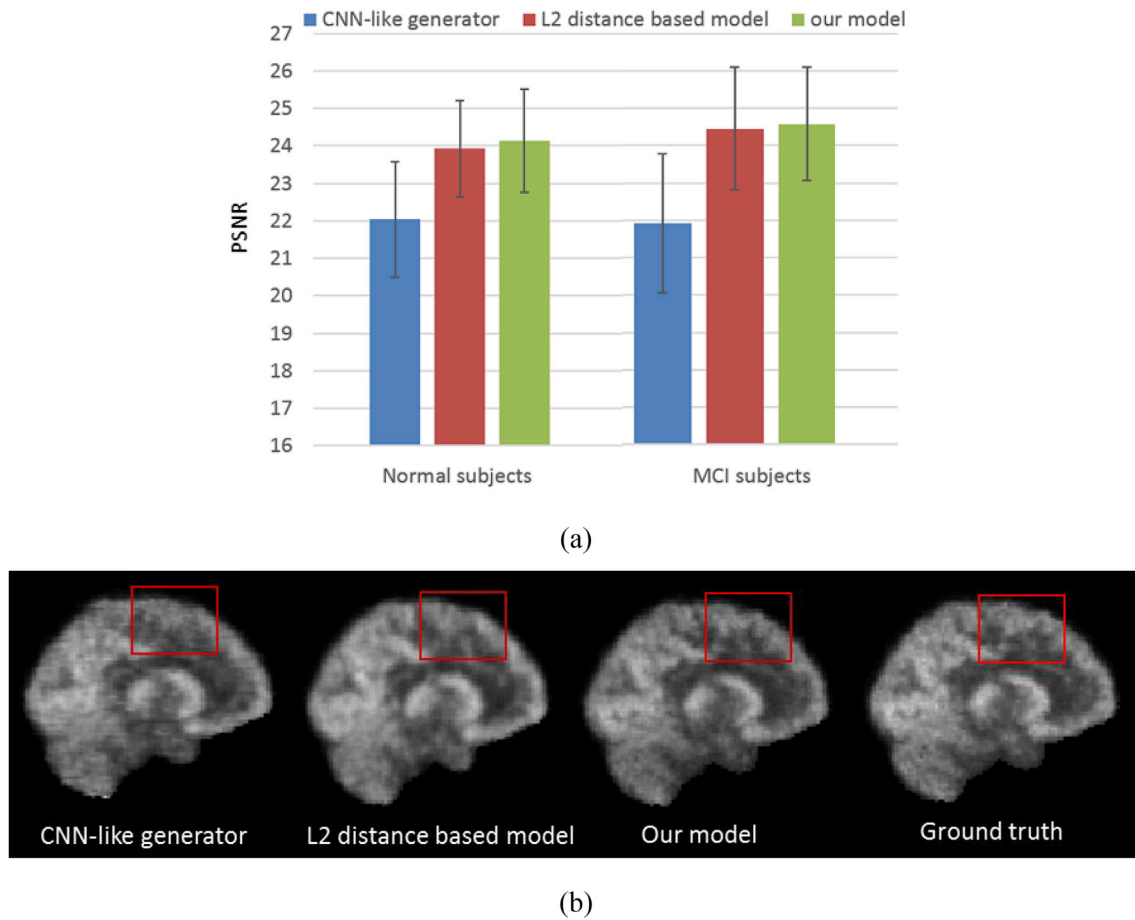 CNN-like generator L2 distance based model our model
27
26
25
24
23
22
21
20
19
18
17
16
PSNR
Normal subjects MCI subjects
(a)
CNN-like generator L2 distance based model Our model Ground truth
(b)